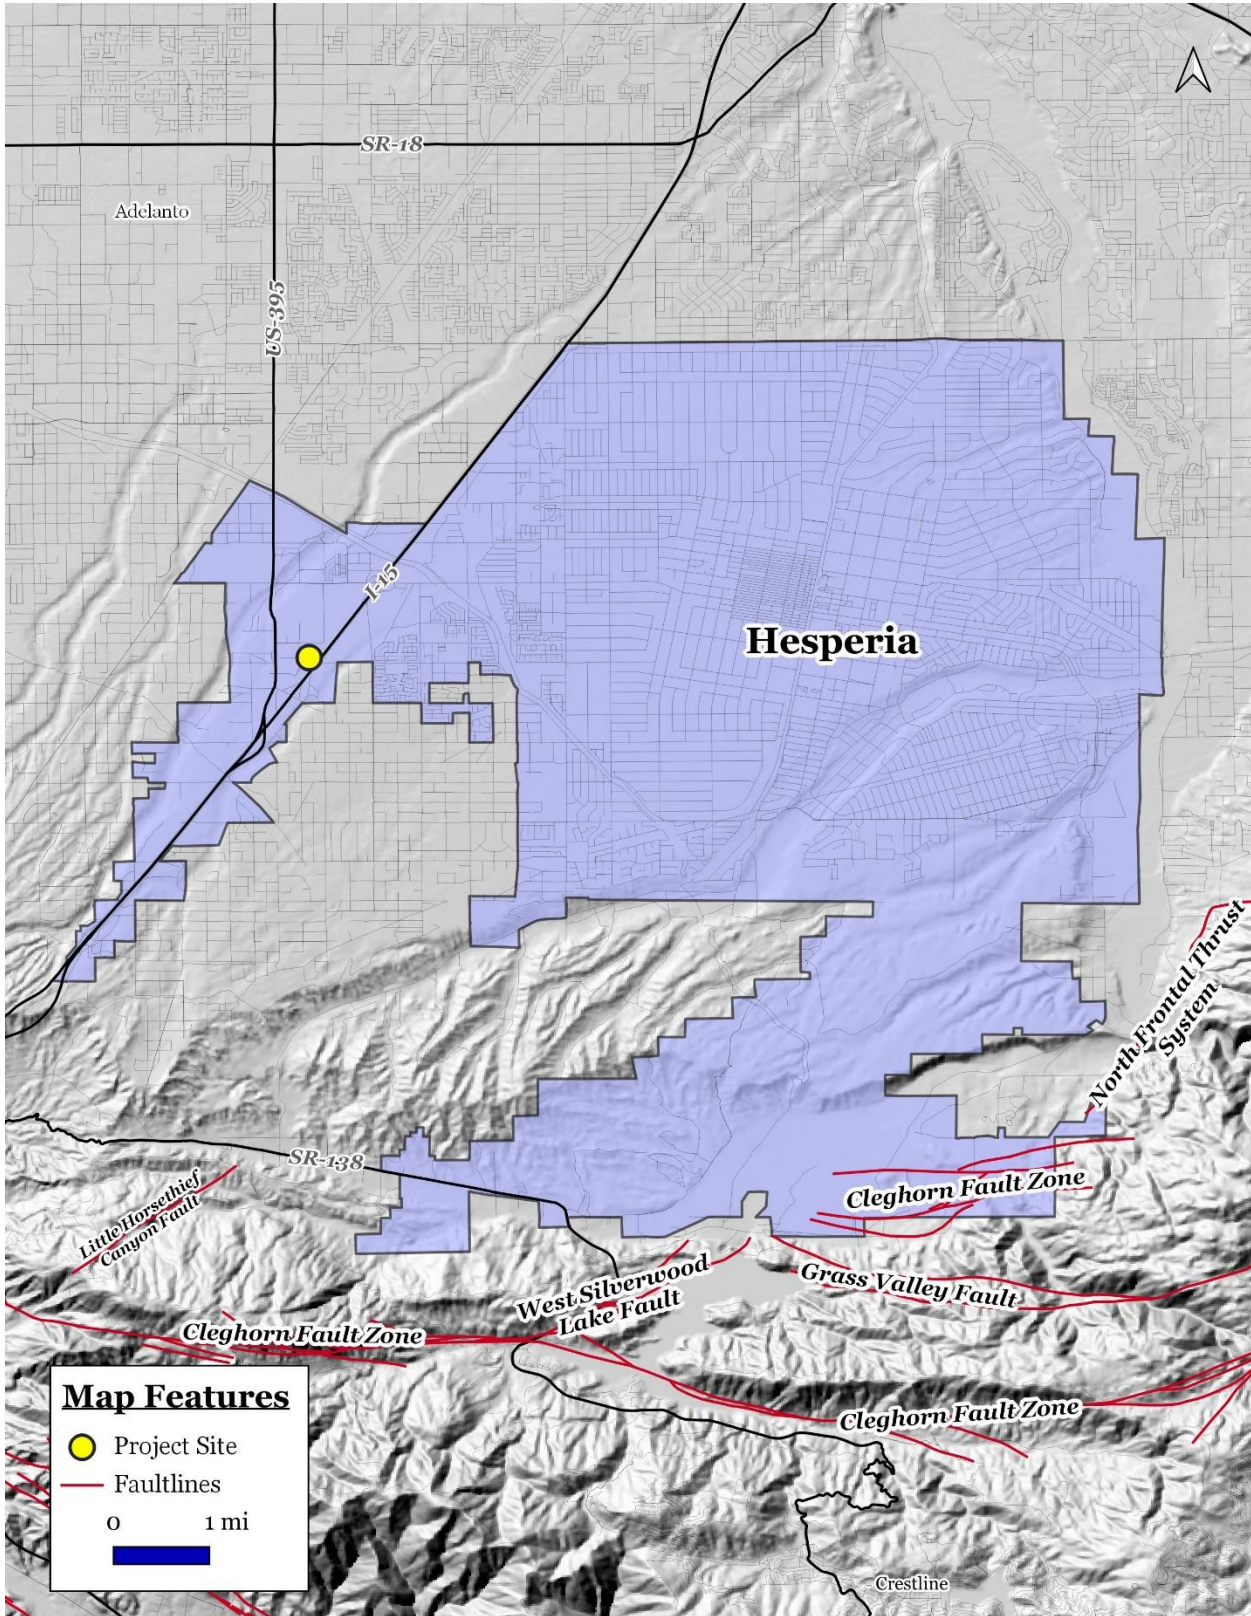 SR-18
Adelanto
US-395
I-15
Hesperia
North Frontal Thrust
System
SR-138
Cleghorn Fault Zone
Little Horsethief
Canyon Fault
West Silverwood
Lake Fault
Grass Valley Fault
Cleghorn Fault Zone
Cleghorn Fault Zone
Map Features
Project Site
Faultlines
0 1 mi
Crestline